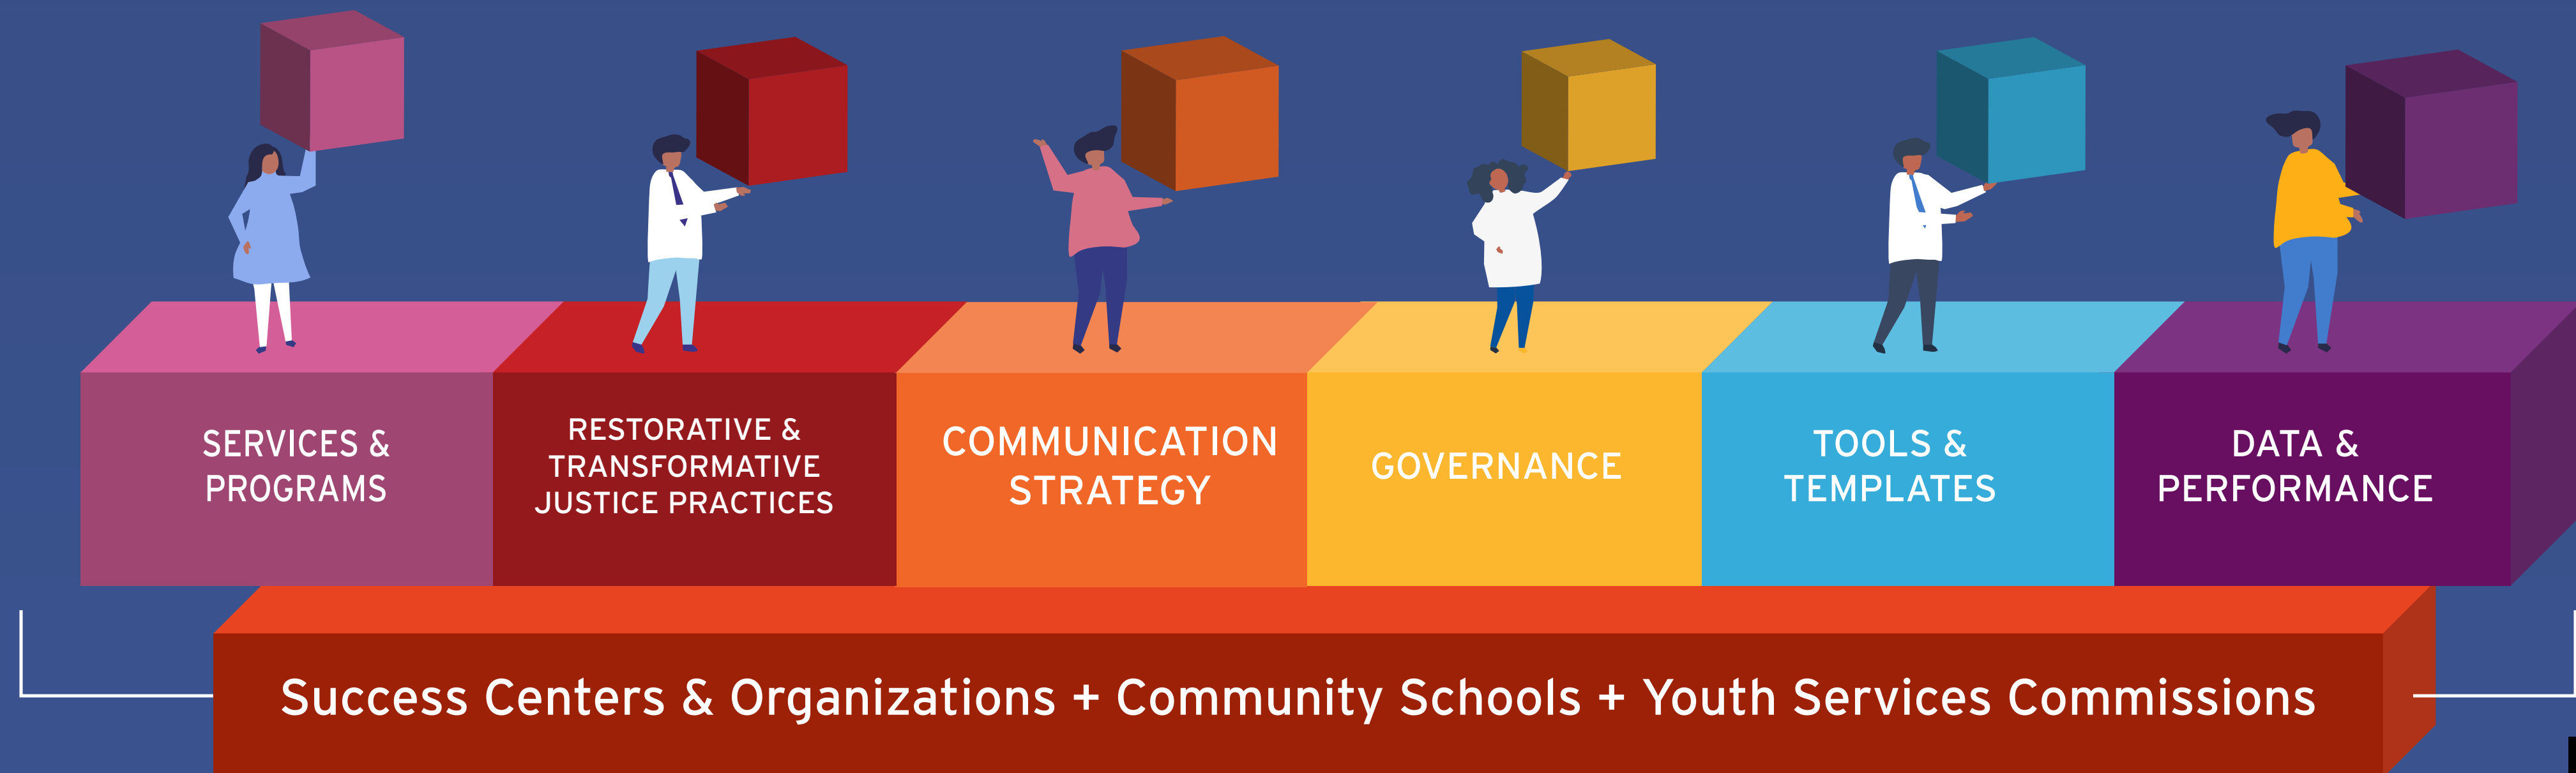 SERVICES &
PROGRAMS
RESTORATIVE &
TRANSFORMATIVE
JUSTICE PRACTICES
COMMUNICATION
STRATEGY
GOVERNANCE
TOOLS &
TEMPLATES
DATA &
PERFORMANCE
Success Centers & Organizations + Community Schools + Youth Services Commissions